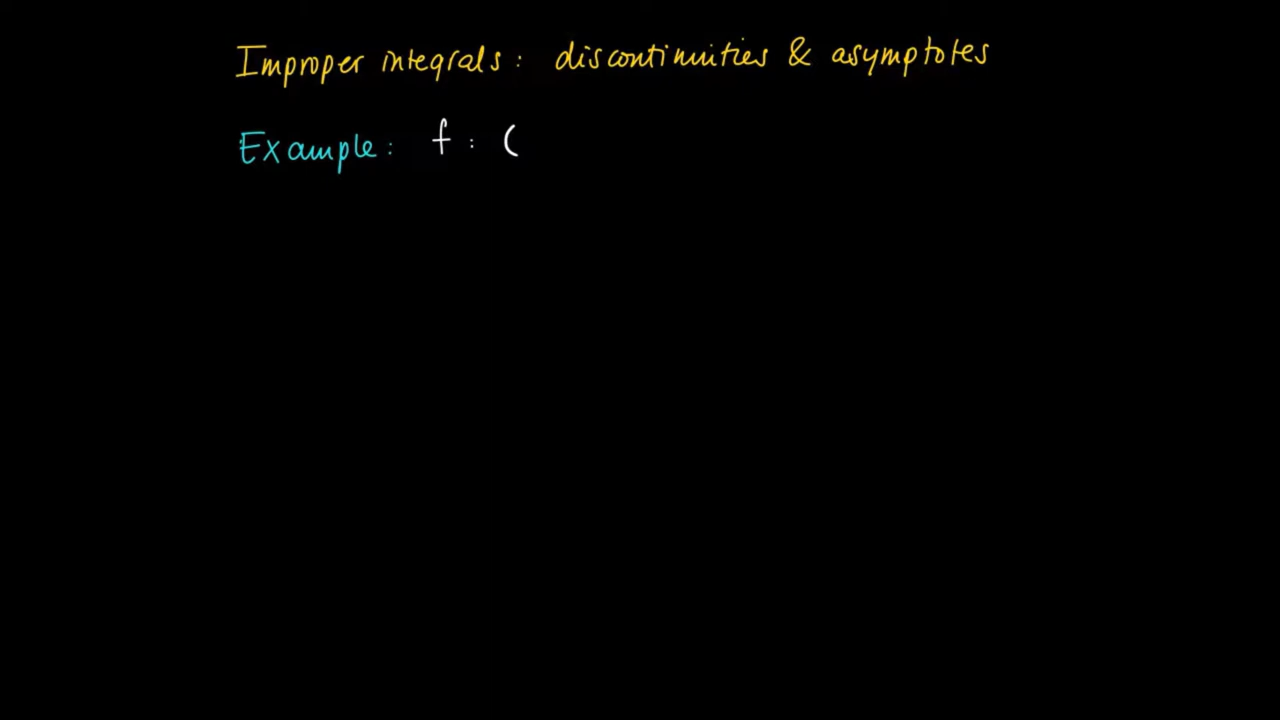 Improper integrals: discontinuities & asymptotes
Example: f : (